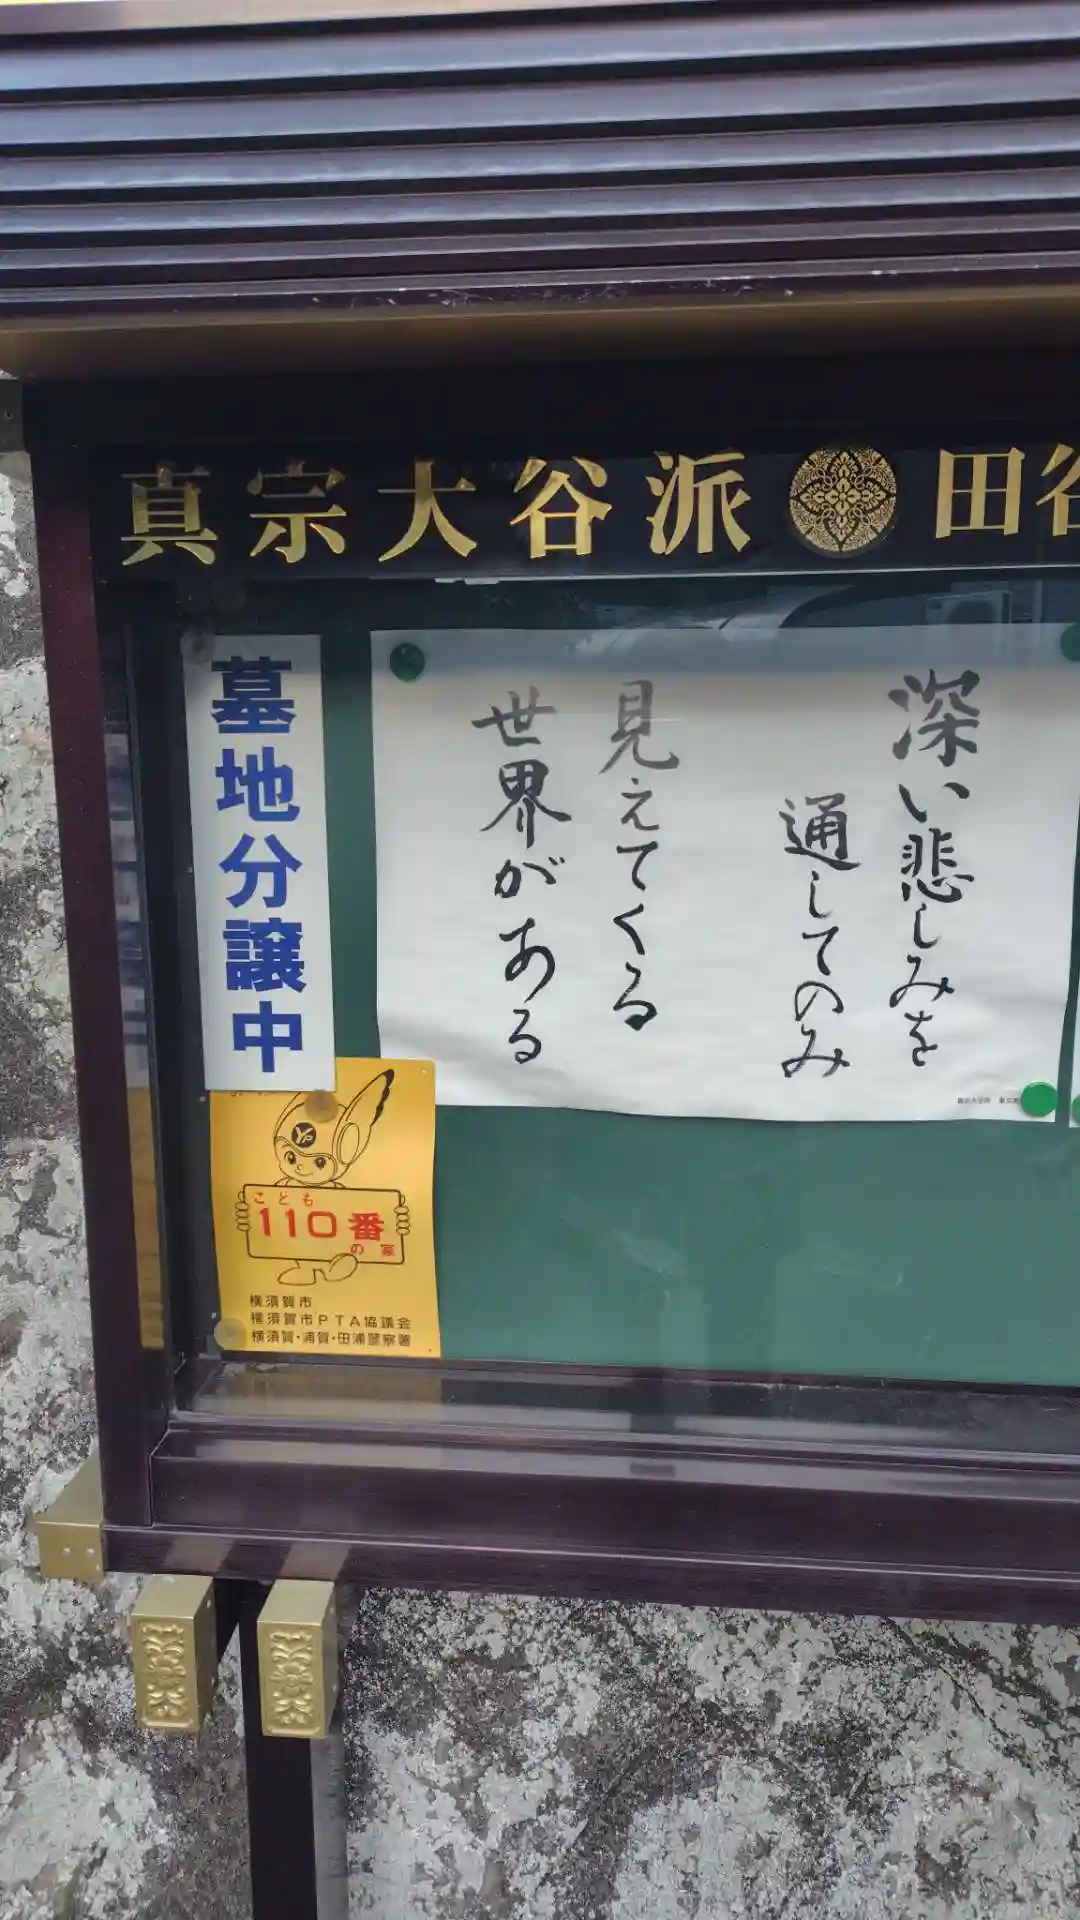 真宗大谷派 田谷
深い悲しみを
通してのみ
見えてくる
世界がある
墓地分譲中
YP
こども
110番
の家
横須賀市
横須賀市PTA協議会
横須賀・浦賀・田浦警察署